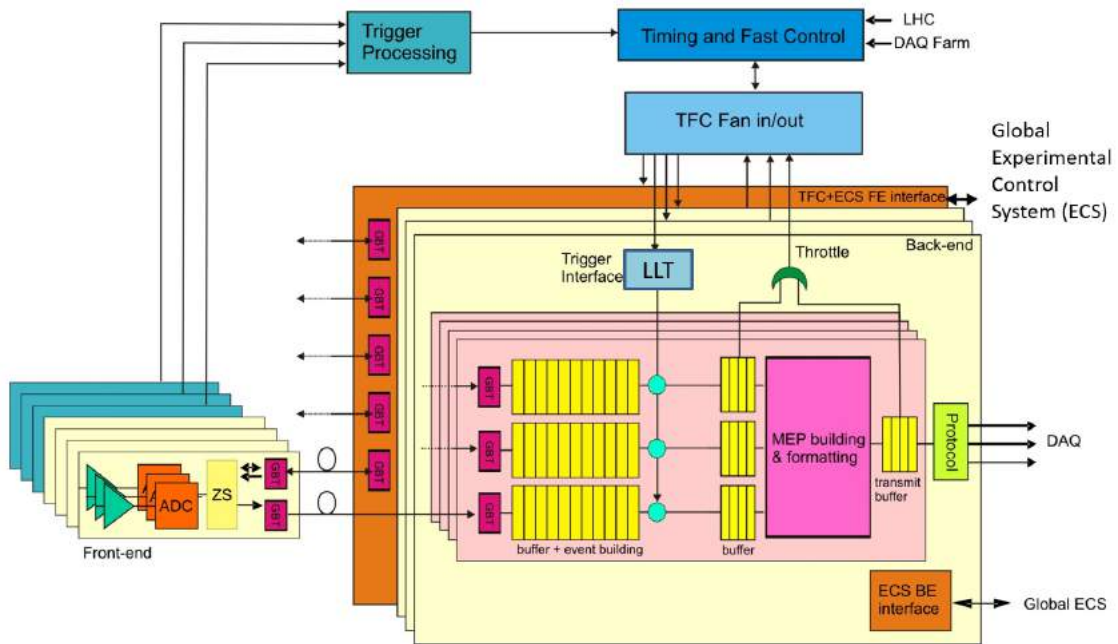 Trigger
Processing
Timing and Fast Control
LHC
DAQ Farm
TFC Fan in/out
Global
Experimental
Control
System (ECS)
TFC+ECS FE interface
Back-end
GBT
GBT
GBT
GBT
GBT
Trigger
Interface
LLT
Throttle
GBT
GBT
GBT
buffer + event building
buffer
MEP building
& formatting
transmit
buffer
Protocol
DAQ
A
A
ADC
ZS
GBT
GBT
Front-end
ECS BE
interface
Global ECS